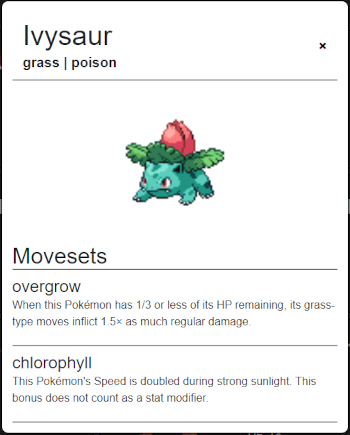 Ivysaur
×
grass | poison
Movesets
overgrow
When this Pokémon has 1/3 or less of its HP remaining, its grass-
type moves inflict 1.5× as much regular damage.
chlorophyll
This Pokémon's Speed is doubled during strong sunlight. This
bonus does not count as a stat modifier.